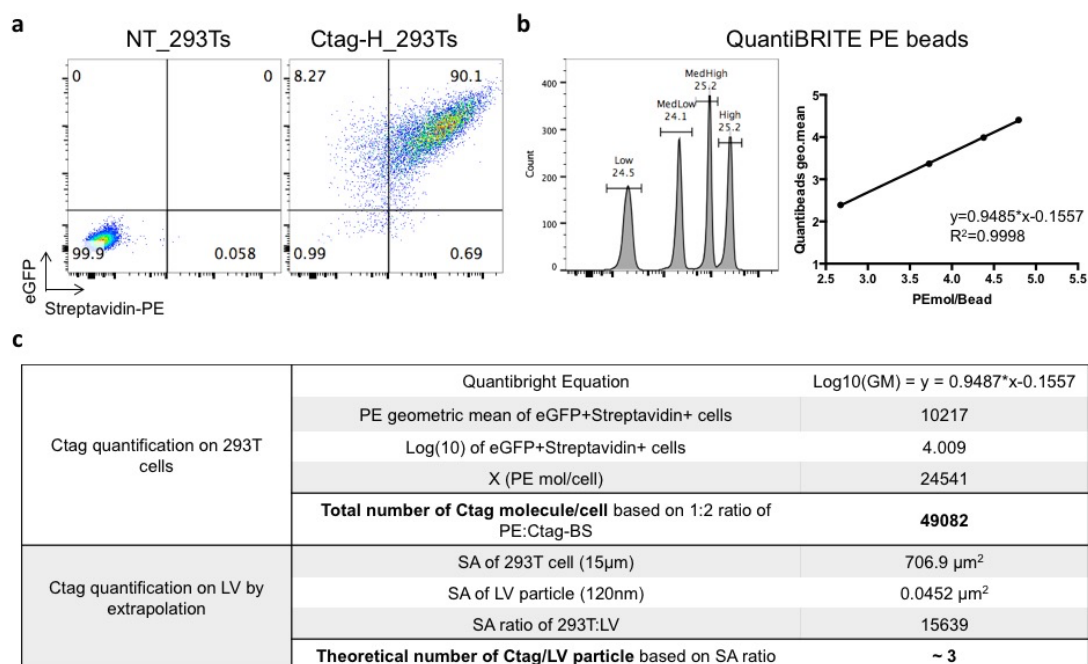 a
NT_293Ts
Ctag-H_293Ts
0
0
99.9
0.058
8.27
90.1
0.99
0.69
eGFP
Streptavidin-PE
b
QuantiBRITE PE beads
400
300
200
100
0
Count
Low
24.5
MedLow
24.1
MedHigh
25.2
High
25.2
5
4
3
2
1
Quantibeads geo.mean
y=0.9485*x-0.1557
R²=0.9998
2.5 3.0 3.5 4.0 4.5 5.0 5.5
PEmol/Bead
c
Ctag quantification on 293T
cells
Quantibright Equation
Log10(GM) = y = 0.9487*x-0.1557
PE geometric mean of eGFP+Streptavidin+ cells
10217
Log(10) of eGFP+Streptavidin+ cells
4.009
X (PE mol/cell)
24541
Total number of Ctag molecule/cell based on 1:2 ratio of
PE:Ctag-BS
49082
Ctag quantification on LV by
extrapolation
SA of 293T cell (15µm)
706.9 µm²
SA of LV particle (120nm)
0.0452 µm²
SA ratio of 293T:LV
15639
Theoretical number of Ctag/LV particle based on SA ratio
~ 3